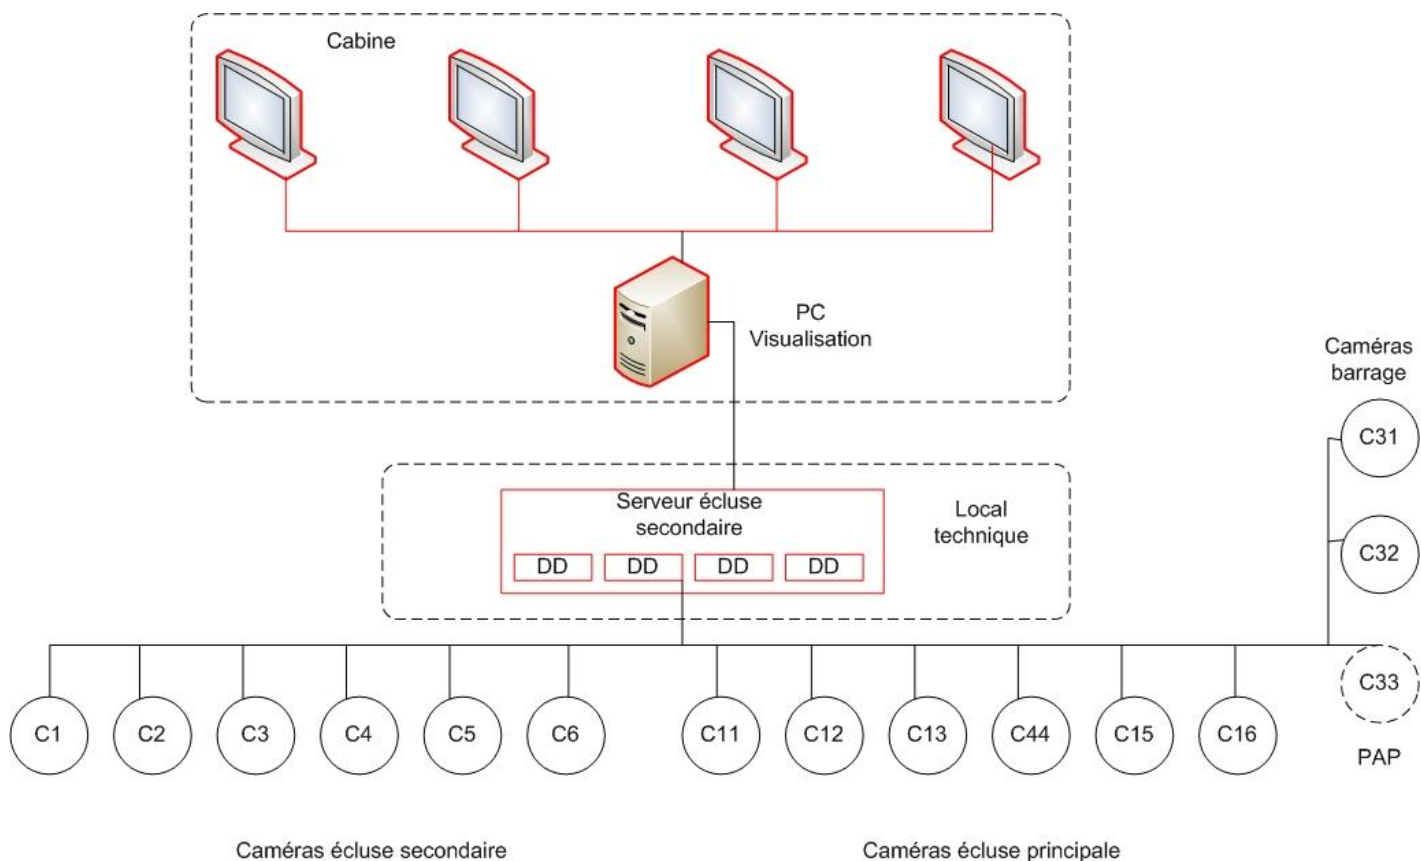 Cabine
PC
Visualisation
Caméras
barrage
C31
Serveur écluse
secondaire
Local
technique
C32
DD DD DD DD
C33
C1 C2 C3 C4 C5 C6 C11 C12 C13 C44 C15 C16
PAP
Caméras écluse secondaire
Caméras écluse principale